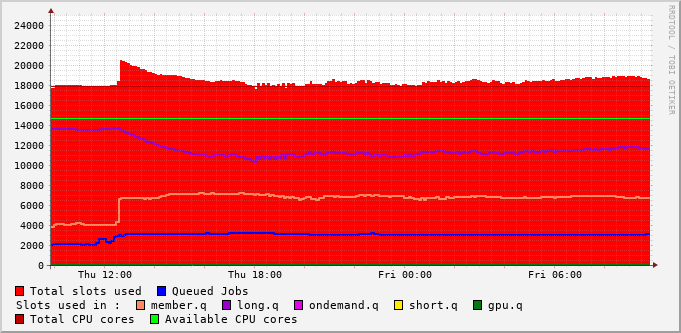 RRDTOOL / TOBI OETIKER
24000
22000
20000
18000
16000
14000
12000
10000
8000
6000
4000
2000
0
Thu 12:00 Thu 18:00 Fri 00:00 Fri 06:00
Total slots used Queued Jobs
Slots used in : member.q long.q ondemand.q short.q gpu.q
Total CPU cores Available CPU cores